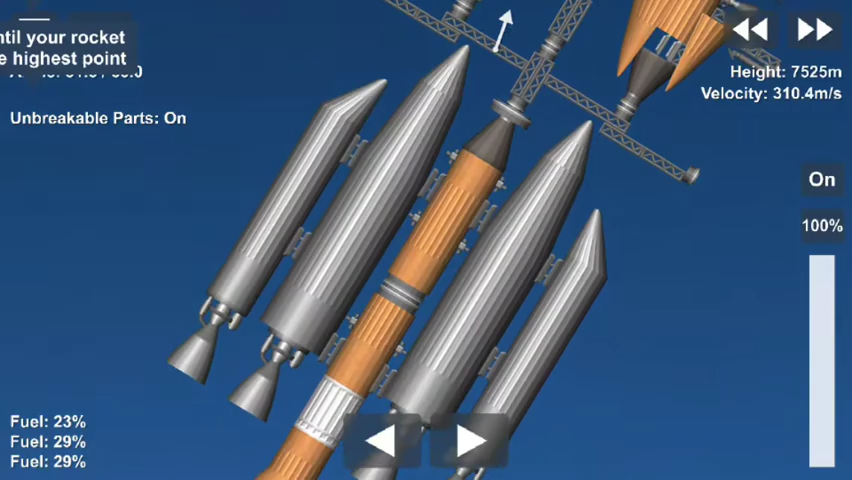 ntil your rocket
e highest point
Unbreakable Parts: On
Height: 7525m
Velocity: 310.4m/s
On
100%
Fuel: 23%
Fuel: 29%
Fuel: 29%